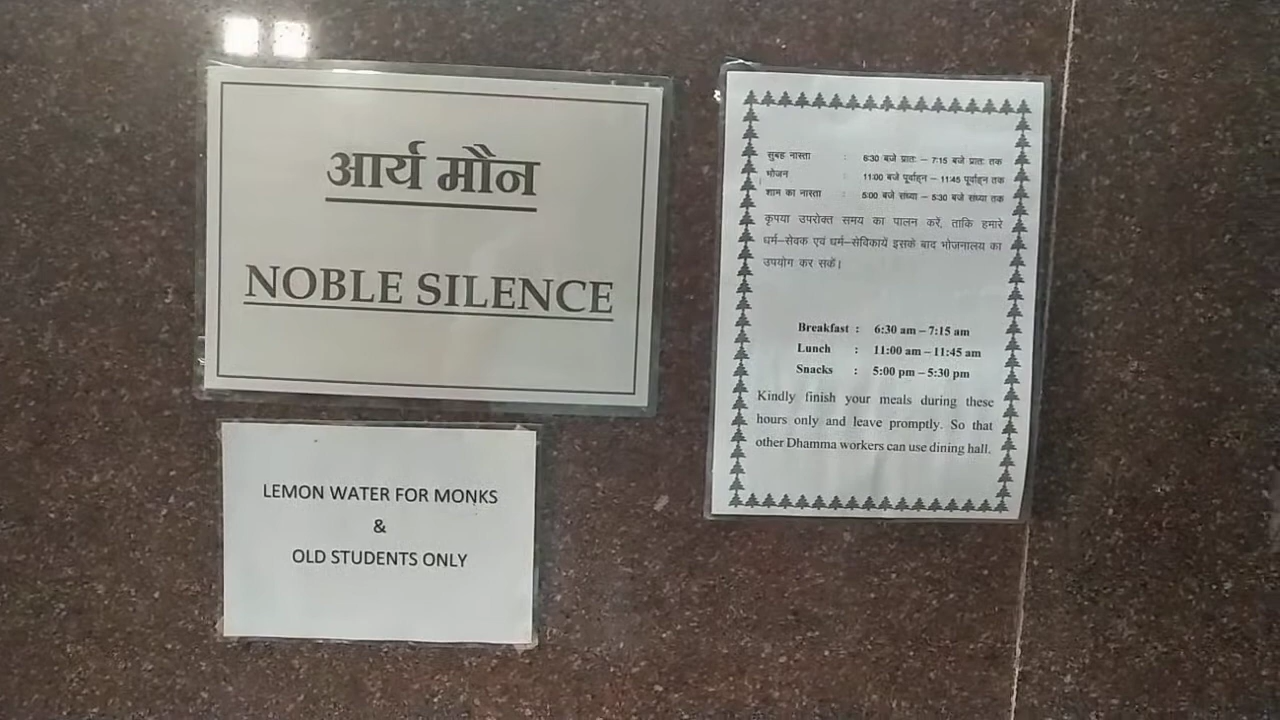 आर्य मौन
NOBLE SILENCE
LEMON WATER FOR MONKS
&
OLD STUDENTS ONLY
सुबह नास्ता : 6:30 बजे प्रातः – 7:15 बजे प्रातः तक
भोजन : 11:00 बजे पूर्वाहन – 11:45 पूर्वाहन तक
शाम का नास्ता : 5:00 बजे संध्या – 5:30 बजे संध्या तक
कृपया उपरोक्त समय का पालन करें, ताकि हमारे
धर्म–सेवक एवं धर्म–सेविकायें इसके बाद भोजनालय का
उपयोग कर सकें।
Breakfast : 6:30 am – 7:15 am
Lunch : 11:00 am – 11:45 am
Snacks : 5:00 pm – 5:30 pm
Kindly finish your meals during these
hours only and leave promptly. So that
other Dhamma workers can use dining hall.